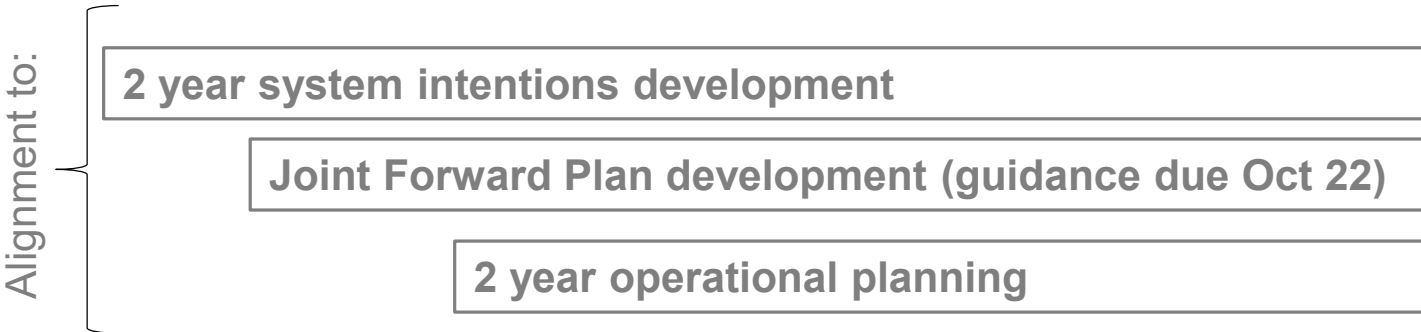 Alignment to:
2 year system intentions development
Joint Forward Plan development (guidance due Oct 22)
2 year operational planning